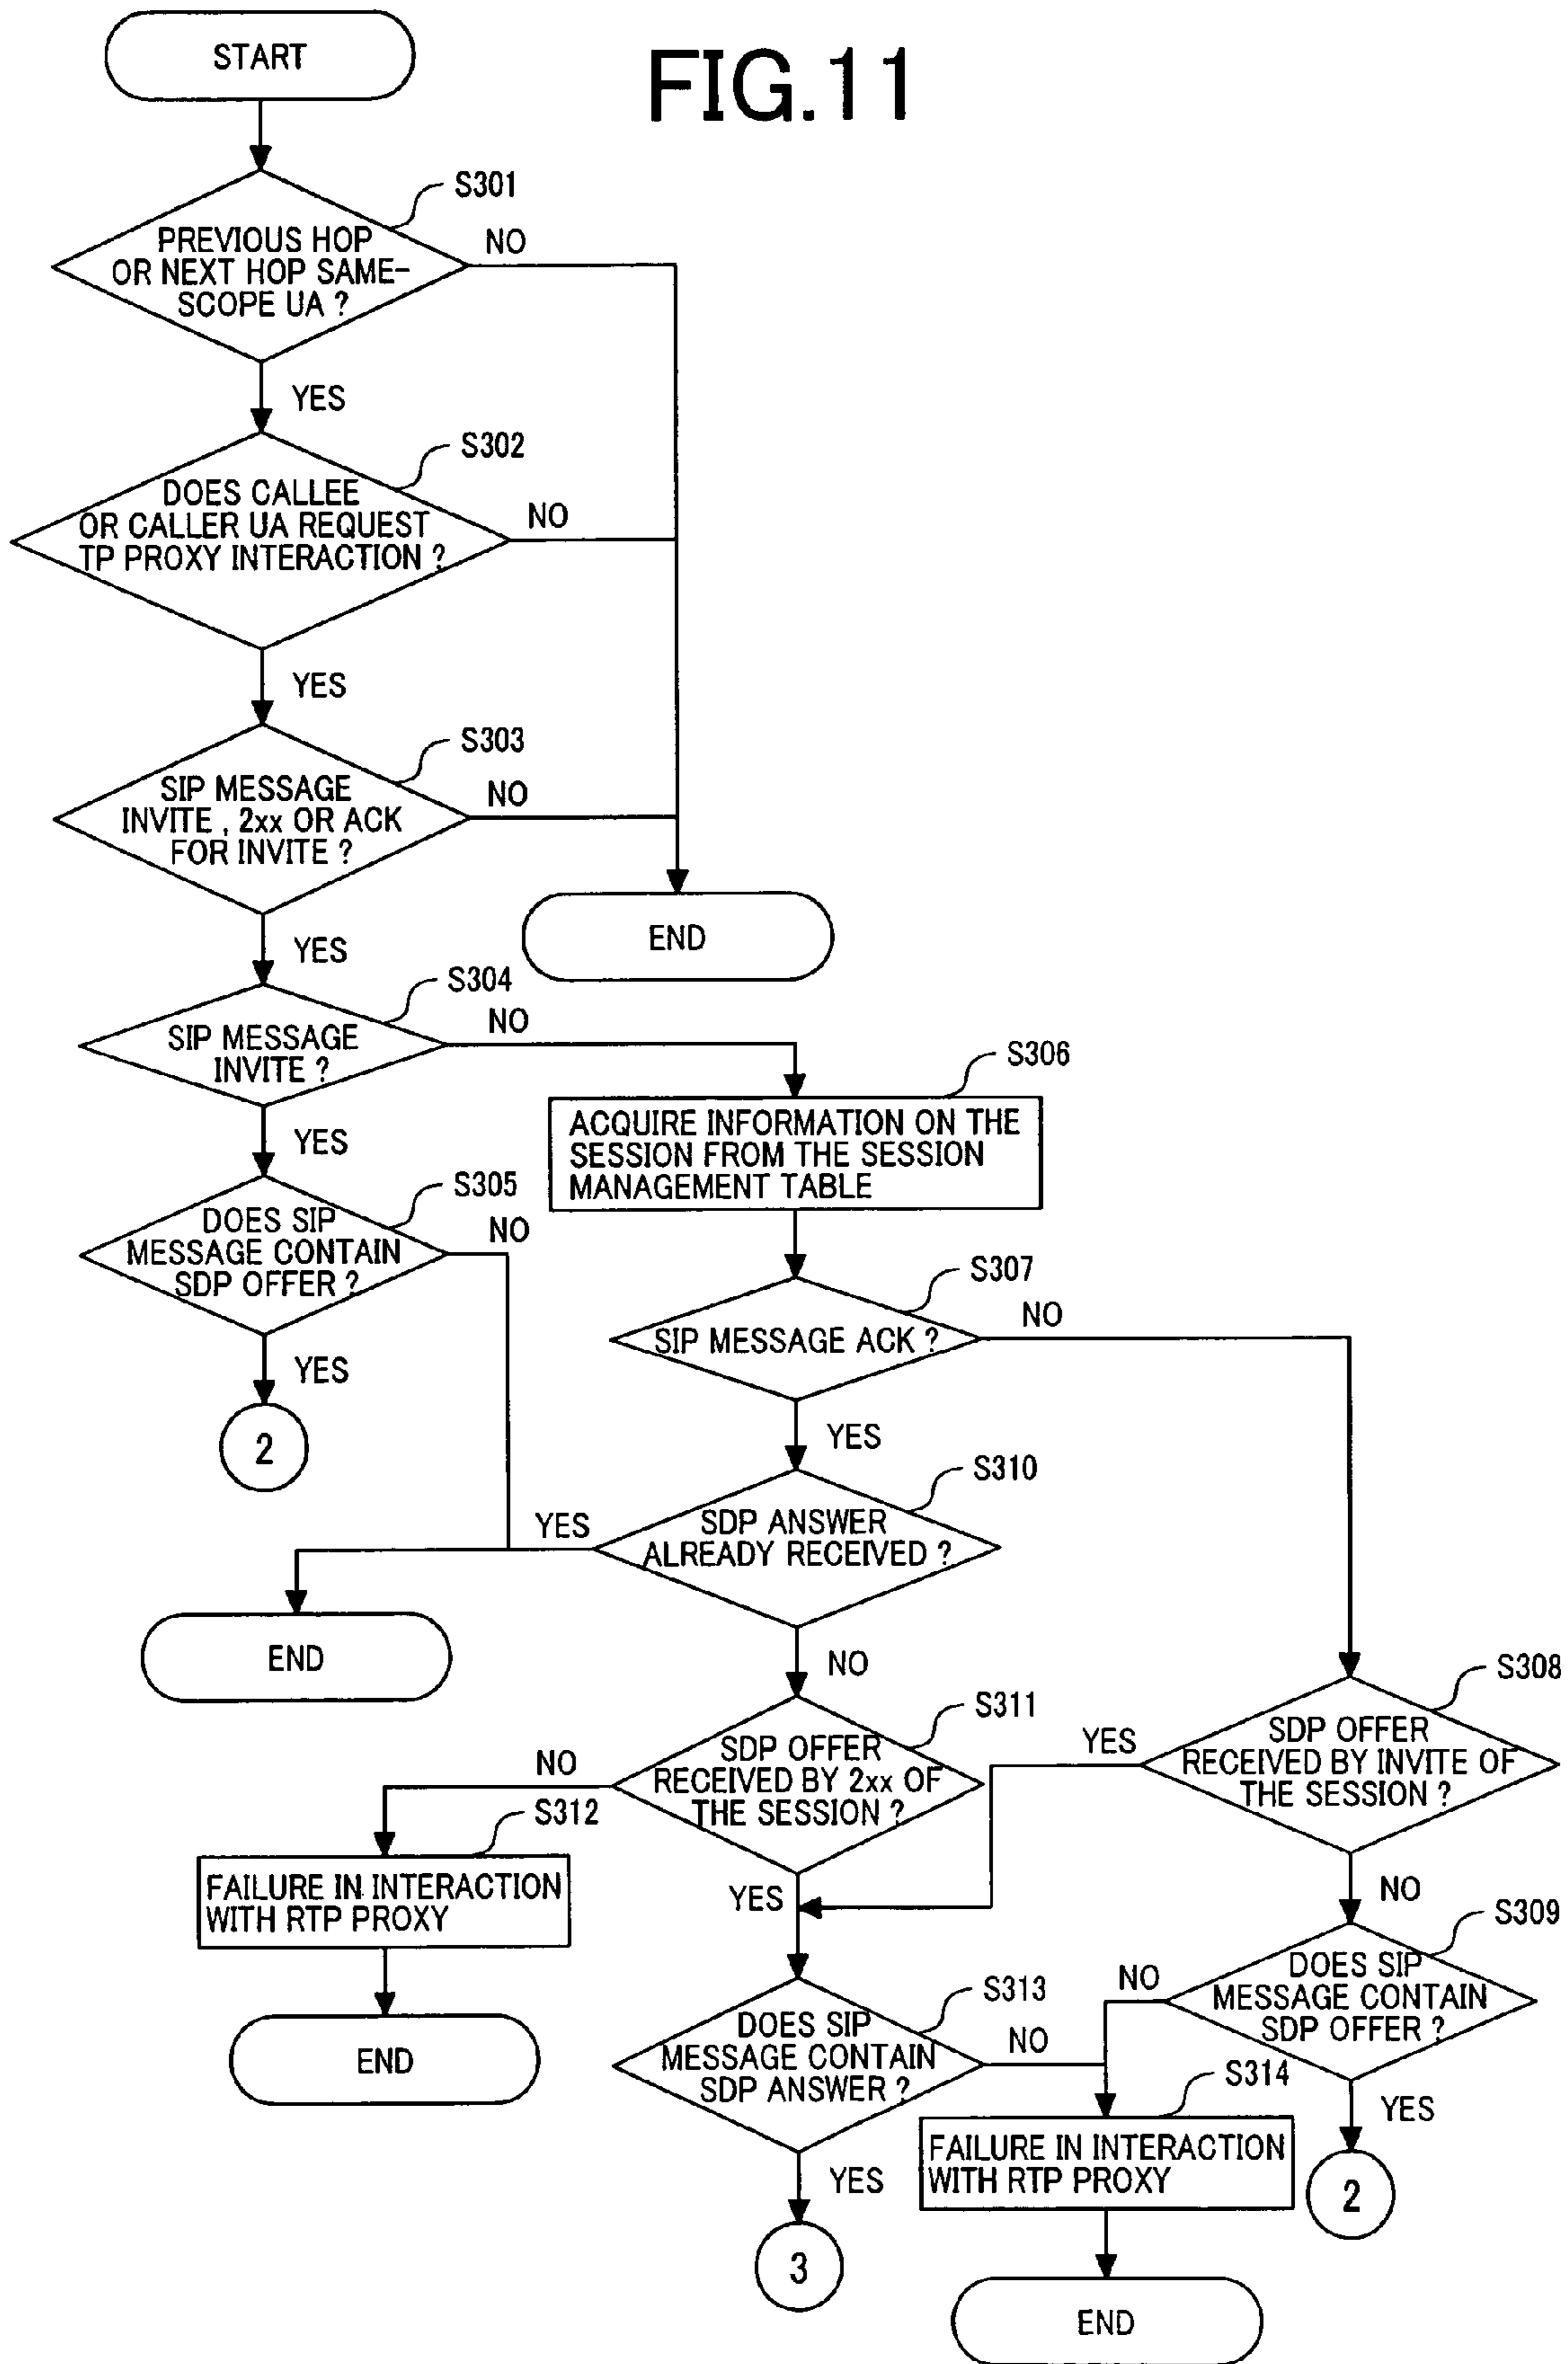 START
FIG.11
S301
PREVIOUS HOP
OR NEXT HOP SAME-
SCOPE UA ?
NO
YES
S302
DOES CALLEE
OR CALLER UA REQUEST
TP PROXY INTERACTION ?
NO
YES
S303
SIP MESSAGE
INVITE , 2xx OR ACK
FOR INVITE ?
NO
YES
END
S304
SIP MESSAGE
INVITE ?
NO
YES
S306
ACQUIRE INFORMATION ON THE
SESSION FROM THE SESSION
MANAGEMENT TABLE
S305
DOES SIP
MESSAGE CONTAIN
SDP OFFER ?
NO
YES
2
S307
SIP MESSAGE ACK ?
NO
YES
S310
SDP ANSWER
ALREADY RECEIVED ?
YES
END
NO
S308
SDP OFFER
RECEIVED BY INVITE OF
THE SESSION ?
YES
NO
S311
SDP OFFER
RECEIVED BY 2xx OF
THE SESSION ?
NO
YES
S312
FAILURE IN INTERACTION
WITH RTP PROXY
END
S309
DOES SIP
MESSAGE CONTAIN
SDP OFFER ?
NO
YES
2
S313
DOES SIP
MESSAGE CONTAIN
SDP ANSWER ?
NO
YES
3
S314
FAILURE IN INTERACTION
WITH RTP PROXY
END